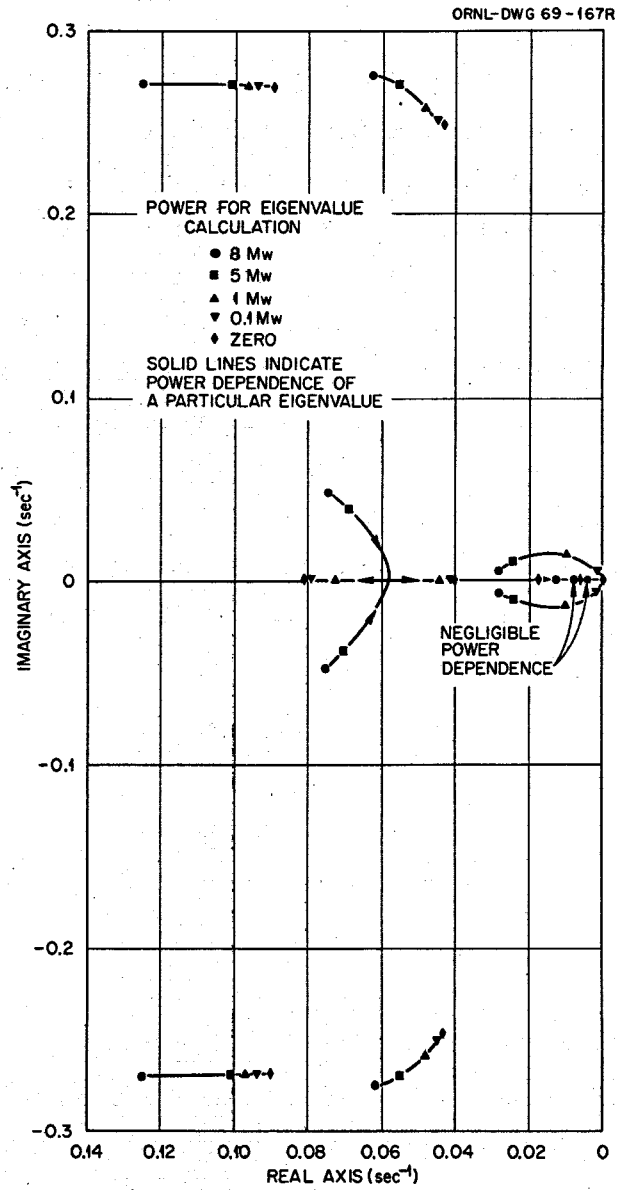 ORNL-DWG 69-167R
0.3
0.2
0.1
0
-0.1
-0.2
-0.3
IMAGINARY AXIS (sec⁻¹)
POWER FOR EIGENVALUE
CALCULATION
8 Mw
5 Mw
1 Mw
0.1 Mw
ZERO
SOLID LINES INDICATE
POWER DEPENDENCE OF
A PARTICULAR EIGENVALUE
NEGLIGIBLE
POWER
DEPENDENCE
0.14 0.12 0.10 0.08 0.06 0.04 0.02 0
REAL AXIS (sec⁻¹)